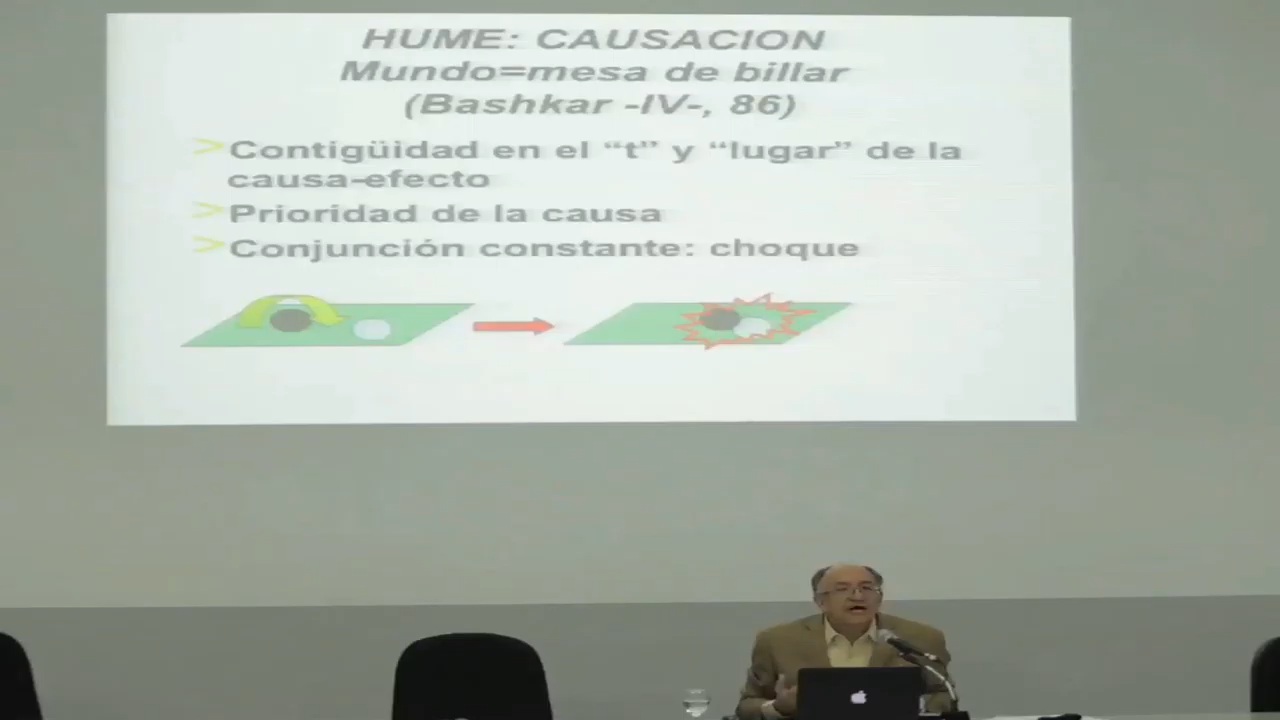 HUME: CAUSACION
Mundo=mesa de billar
(Bashkar -IV-, 86)
>Contigüidad en el “t” y “lugar” de la
causa-efecto
>Prioridad de la causa
>Conjunción constante: choque